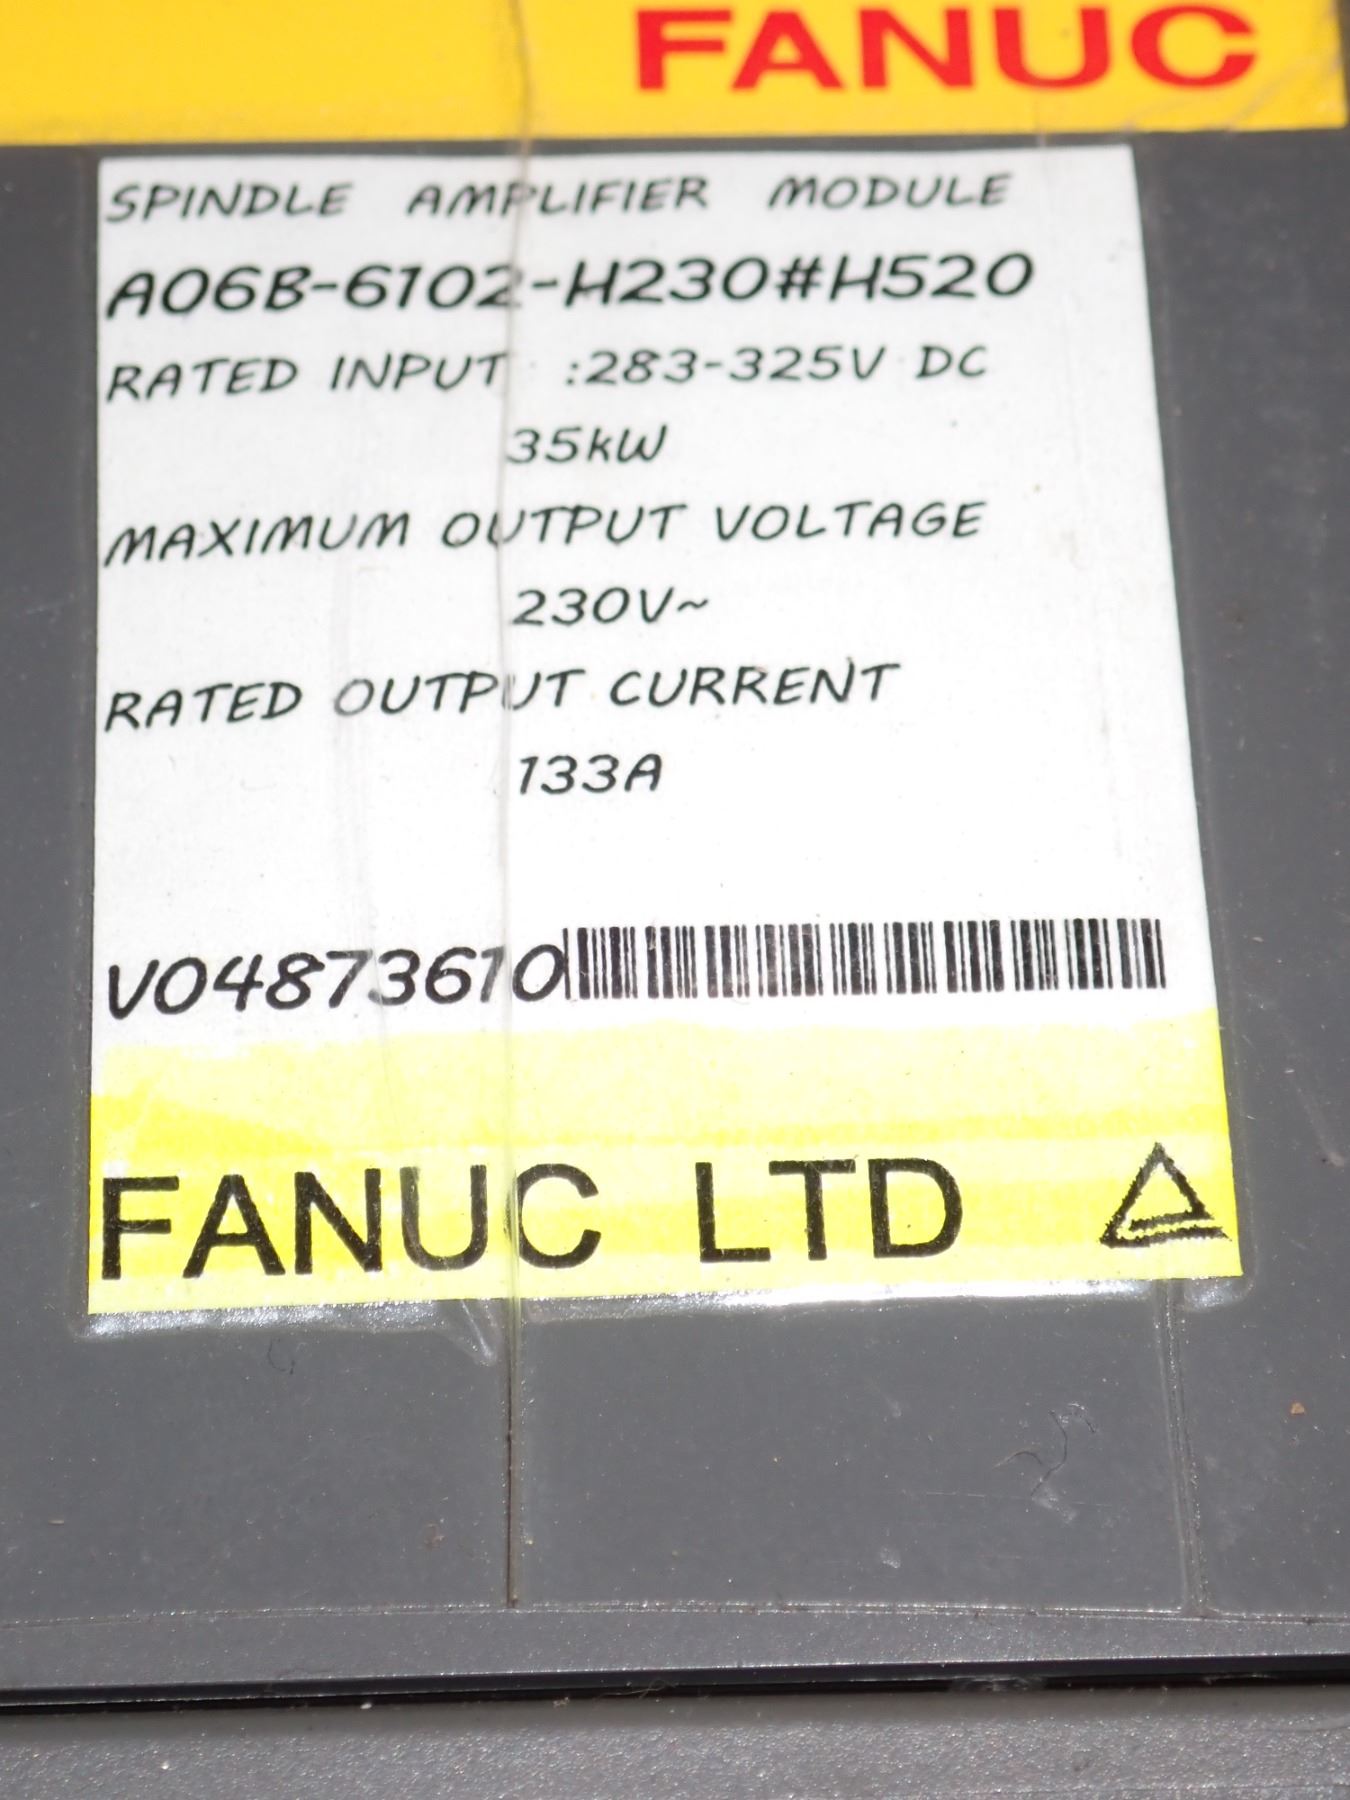 FANUC
SPINDLE AMPLIFIER MODULE
A06B-6102-H230#H520
RATED INPUT :283-325V DC
35kW
MAXIMUM OUTPUT VOLTAGE
230V~
RATED OUTPUT CURRENT
133A
V04873610
FANUC LTD